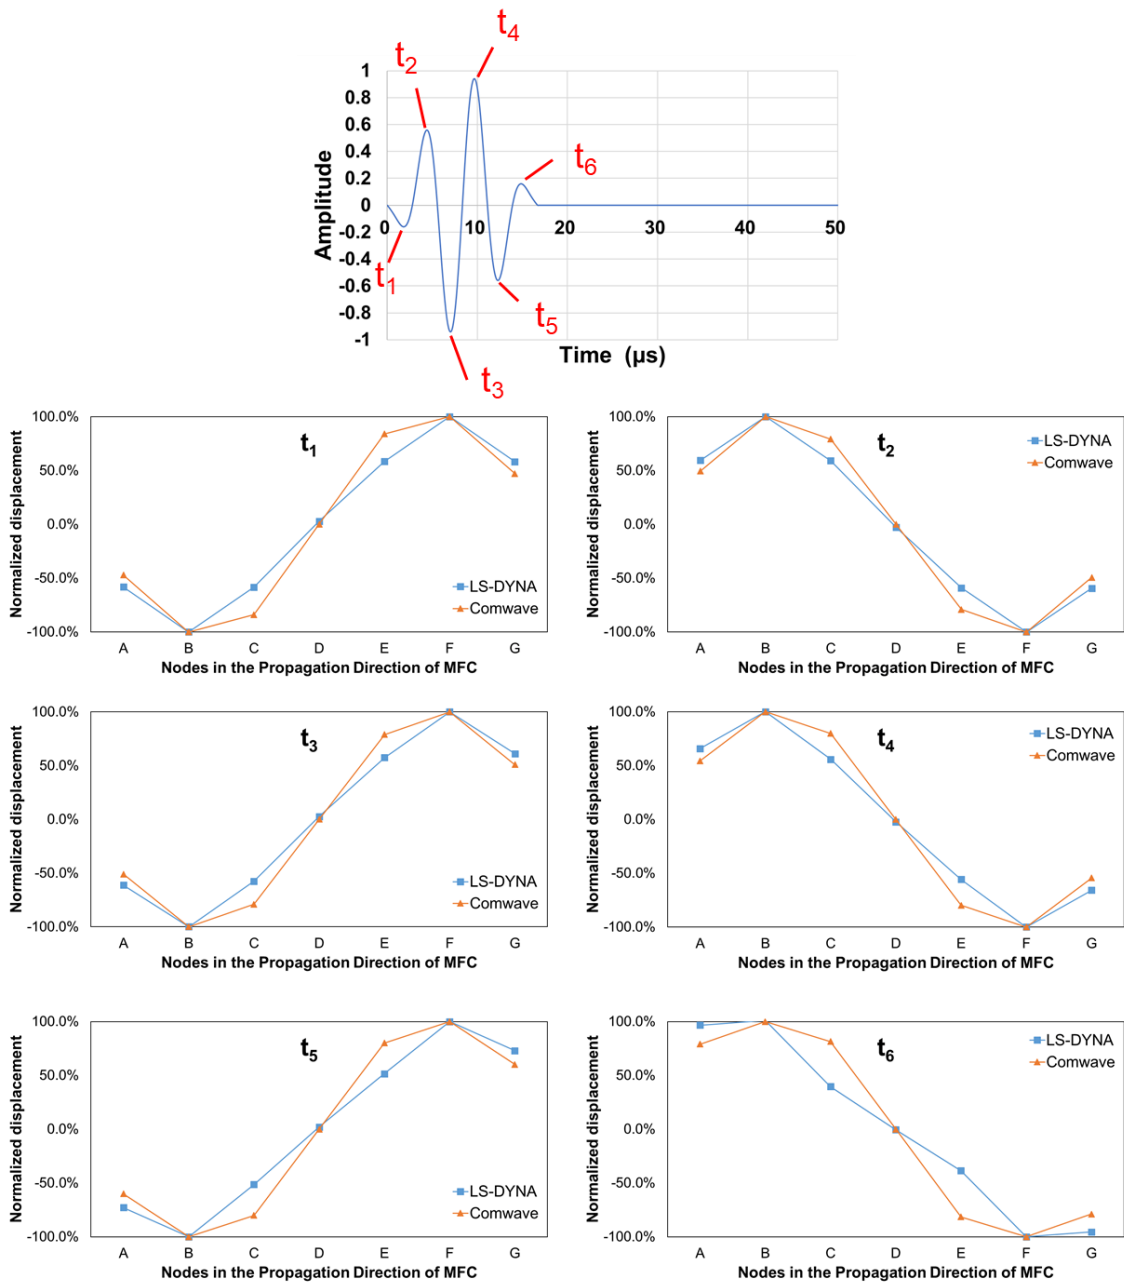 t4
t2
1
0.8
0.6
0.4
0.2
0
-0.2
-0.4
-0.6
-0.8
-1
Amplitude
t6
0 10 20 30 40 50
t1
t5
Time (μs)
t3
100.0%
50.0%
0.0%
-50.0%
-100.0%
Normalized displacement
t1
LS-DYNA
Comwave
A B C D E F G
Nodes in the Propagation Direction of MFC
100.0%
50.0%
0.0%
-50.0%
-100.0%
Normalized displacement
t2
LS-DYNA
Comwave
A B C D E F G
Nodes in the Propagation Direction of MFC
100.0%
50.0%
0.0%
-50.0%
-100.0%
Normalized displacement
t3
LS-DYNA
Comwave
A B C D E F G
Nodes in the Propagation Direction of MFC
100.0%
50.0%
0.0%
-50.0%
-100.0%
Normalized displacement
t4
LS-DYNA
Comwave
A B C D E F G
Nodes in the Propagation Direction of MFC
100.0%
50.0%
0.0%
-50.0%
-100.0%
Normalized displacement
t5
LS-DYNA
Comwave
A B C D E F G
Nodes in the Propagation Direction of MFC
100.0%
50.0%
0.0%
-50.0%
-100.0%
Normalized displacement
t6
LS-DYNA
Comwave
A B C D E F G
Nodes in the Propagation Direction of MFC